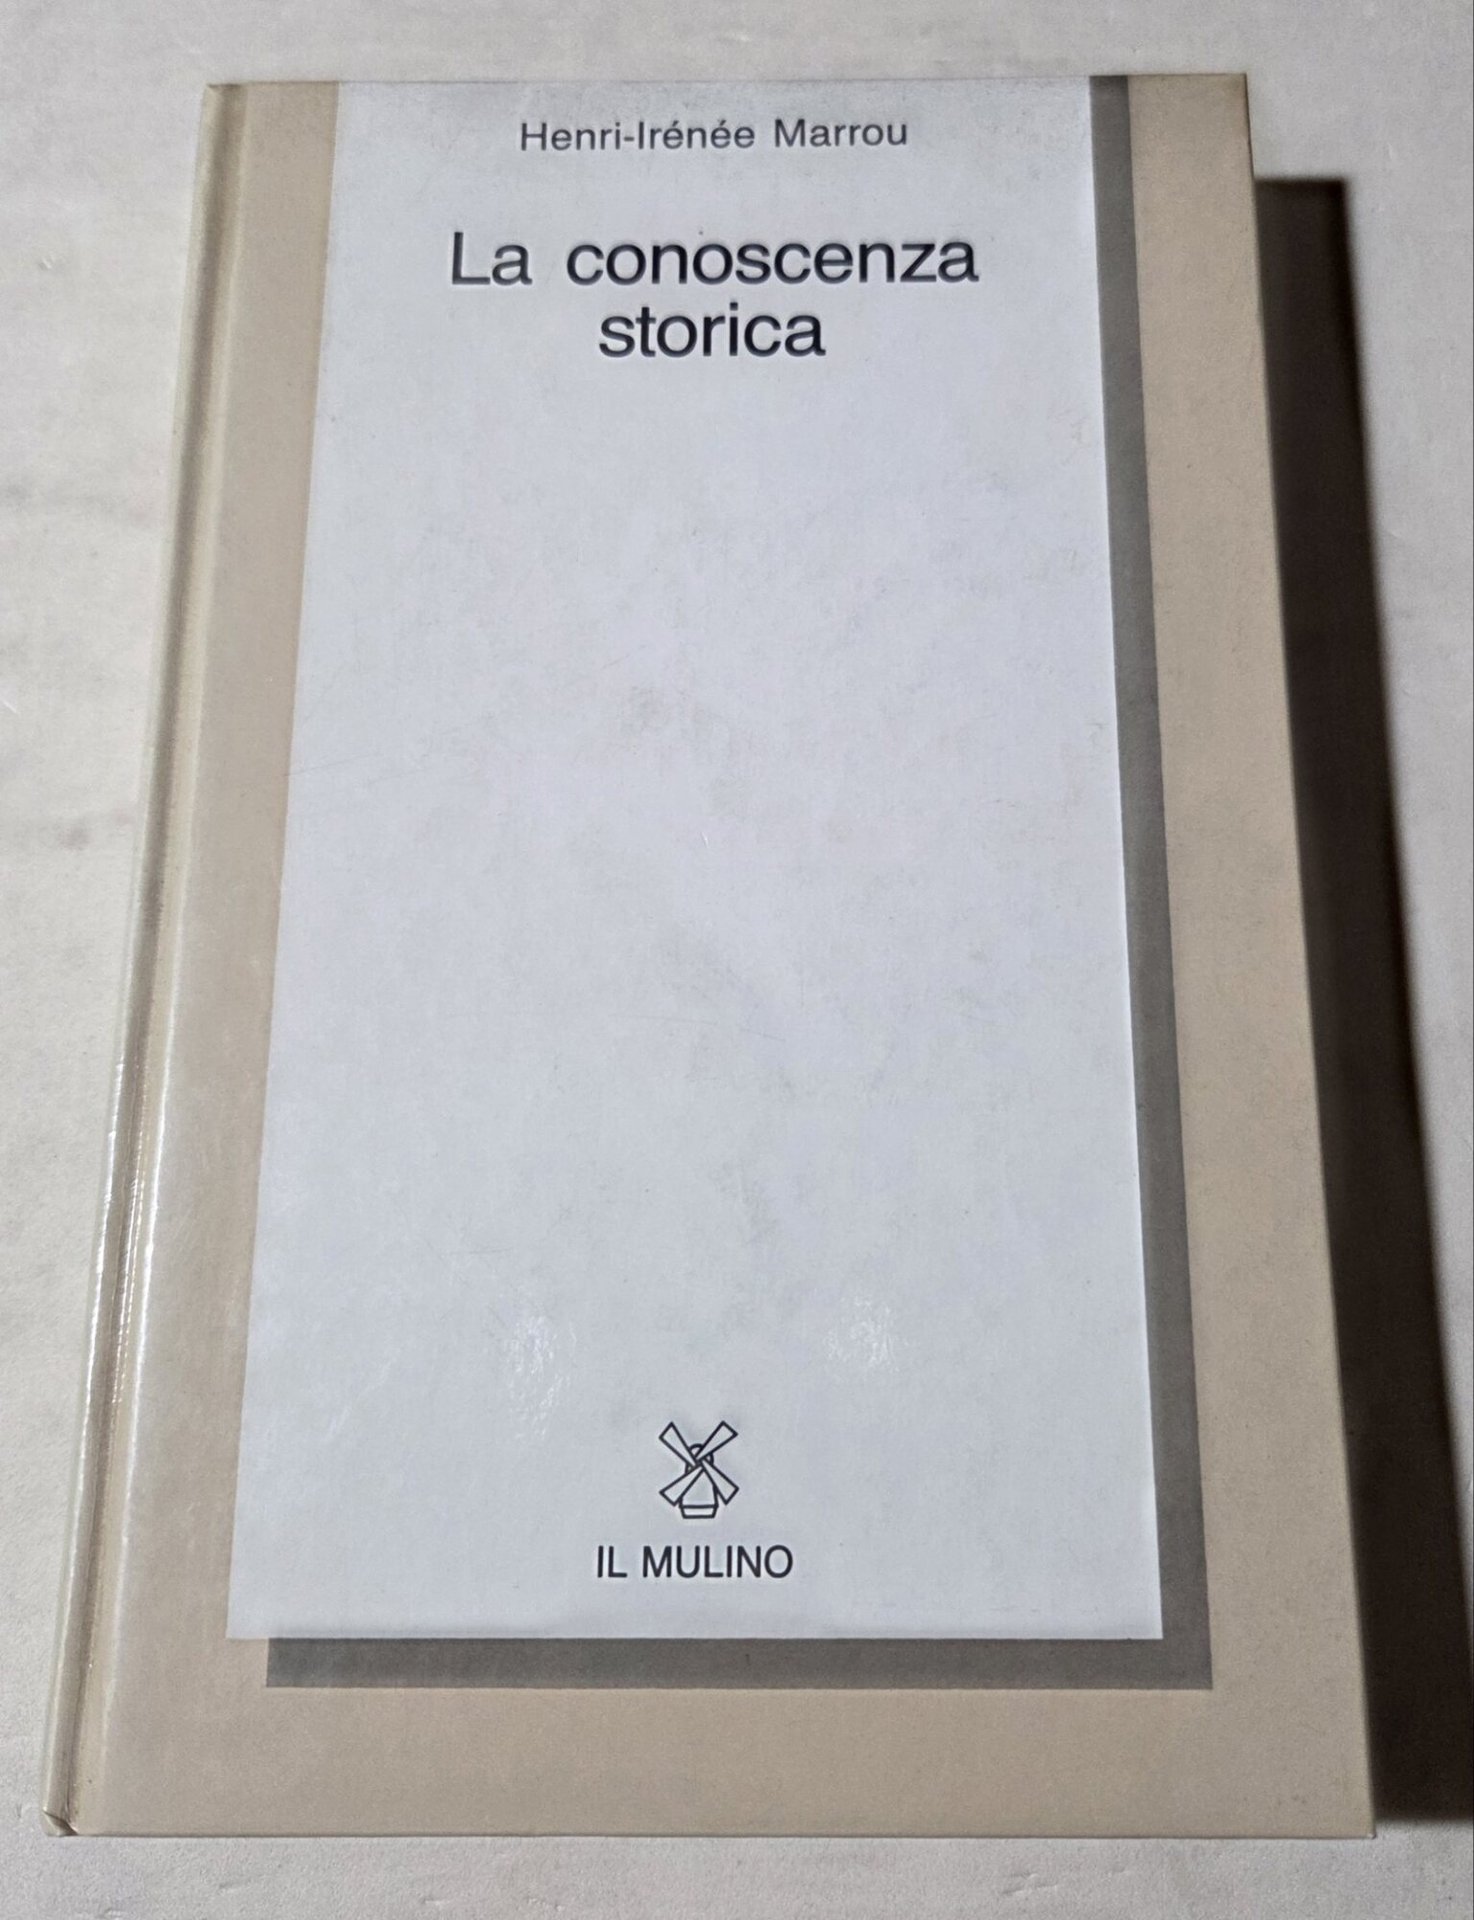 Henri-Irénée Marrou
La conoscenza
storica
IL MULINO